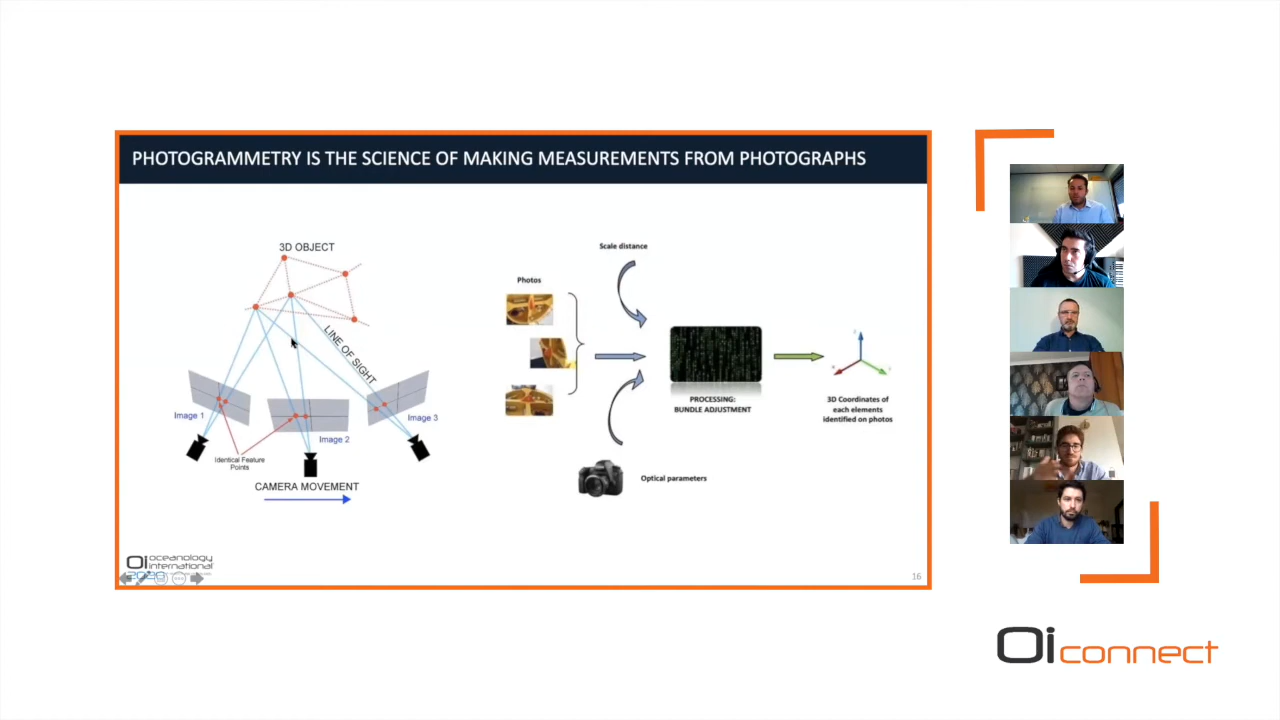 PHOTOGRAMMETRY IS THE SCIENCE OF MAKING MEASUREMENTS FROM PHOTOGRAPHS
3D OBJECT
LINE OF SIGHT
Image 1
Image 2
Image 3
Identical Feature
Points
CAMERA MOVEMENT
Scale distance
Photos
PROCESSING:
BUNDLE ADJUSTMENT
3D Coordinates of
each elements
identified on photos
Optical parameters
Oi oceanology
international
16
Oi connect